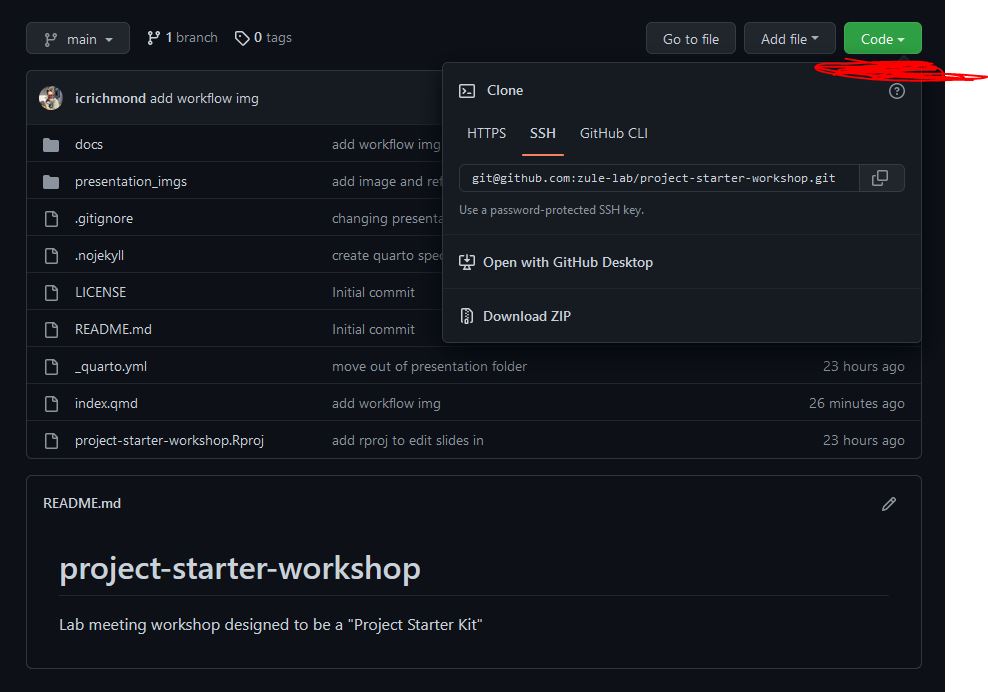 main
1 branch
0 tags
Go to file
Add file
Code
icrichmond add workflow img
Clone
HTTPS
SSH
GitHub CLI
git@github.com:zule-lab/project-starter-workshop.git
Use a password-protected SSH key.
Open with GitHub Desktop
Download ZIP
docs add workflow img
presentation_imgs add image and ref
.gitignore changing presenta
.nojekyll create quarto spec
LICENSE Initial commit
README.md Initial commit
_quarto.yml move out of presentation folder 23 hours ago
index.qmd add workflow img 26 minutes ago
project-starter-workshop.Rproj add rproj to edit slides in 23 hours ago
README.md
project-starter-workshop
Lab meeting workshop designed to be a "Project Starter Kit"